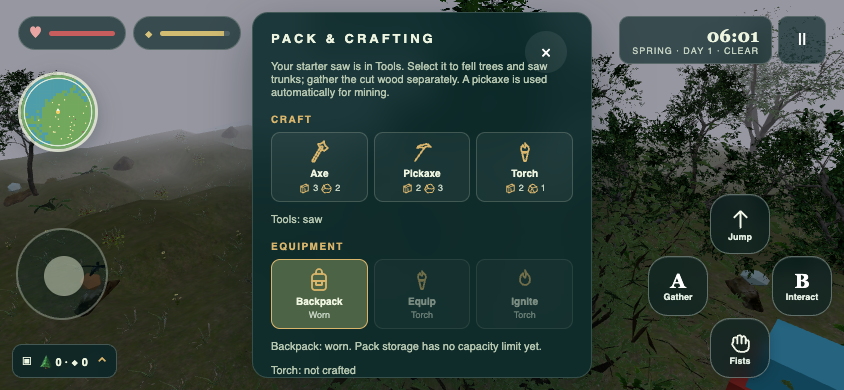 PACK & CRAFTING
×
Your starter saw is in Tools. Select it to fell trees and saw
trunks; gather the cut wood separately. A pickaxe is used
automatically for mining.
CRAFT
Axe
3 2
Pickaxe
2 3
Torch
2 1
Tools: saw
EQUIPMENT
Backpack
Worn
Equip
Torch
Ignite
Torch
Backpack: worn. Pack storage has no capacity limit yet.
Torch: not crafted
06:01
SPRING · DAY 1 · CLEAR
Jump
A
Gather
B
Interact
Fists
0 · ◆ 0